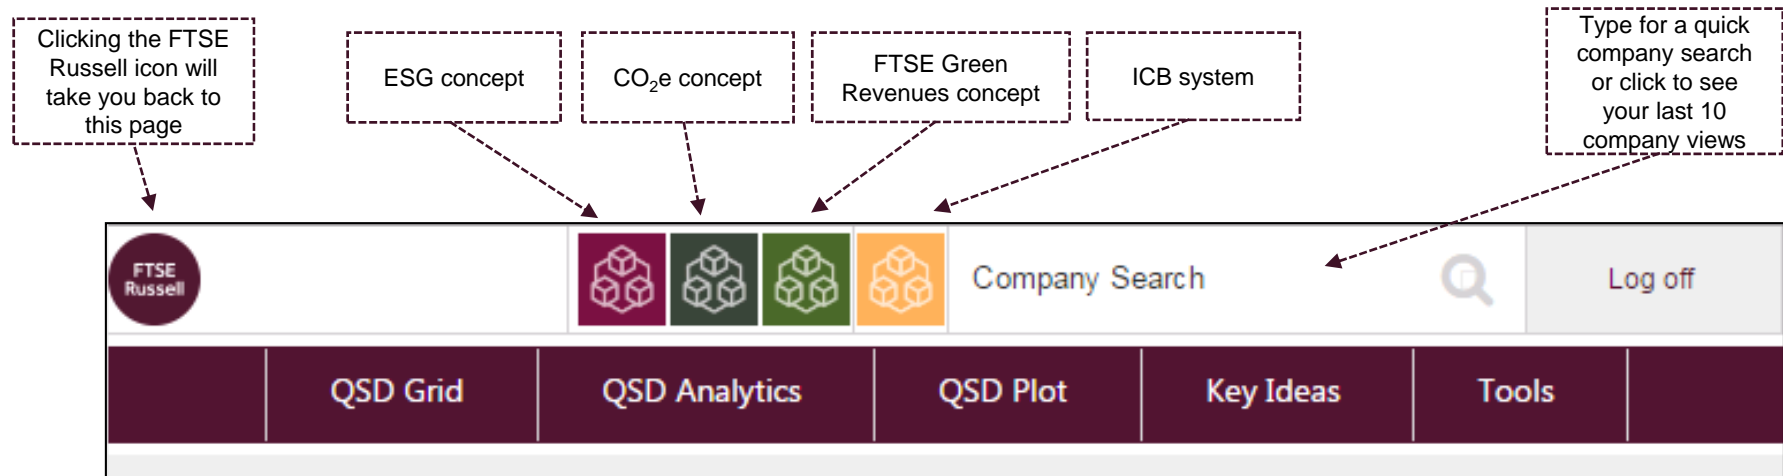 Clicking the FTSE
Russell icon will
take you back to
this page
ESG concept
CO₂e concept
FTSE Green
Revenues concept
ICB system
Type for a quick
company search
or click to see
your last 10
company views
FTSE
Russell
Company Search
Log off
QSD Grid
QSD Analytics
QSD Plot
Key Ideas
Tools